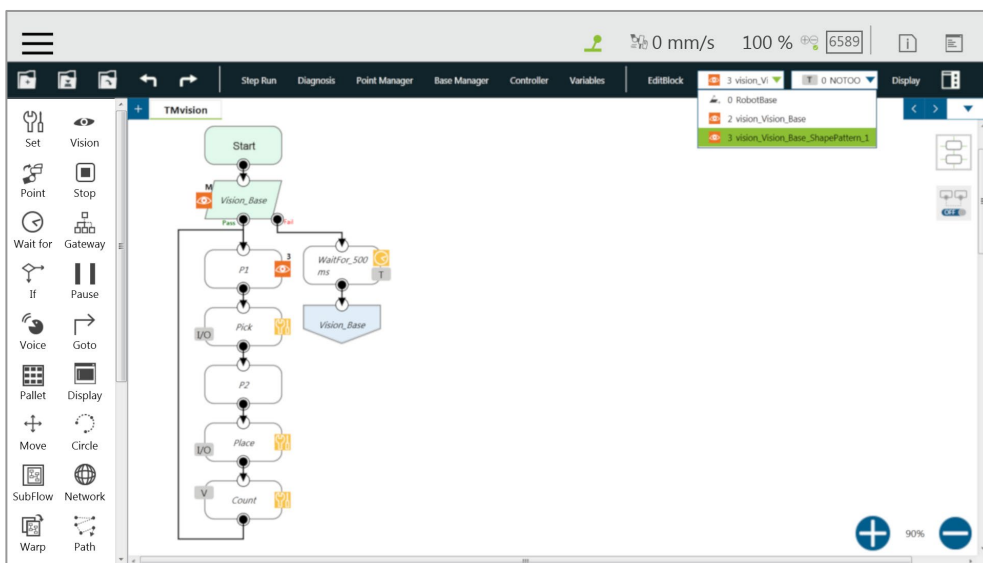 0 mm/s 100 % 6589
Step Run Diagnosis Point Manager Base Manager Controller Variables EditBlock 3 vision_Vi T 0 NOTOO Display
0 RobotBase
2 vision_Vision_Base
3 vision_Vision_Base_ShapePattern_1
+ TMvision
Set Vision
Point Stop
Wait for Gateway
If Pause
Voice Goto
Pallet Display
Move Circle
SubFlow Network
Warp Path
Start
M
Vision_Base
Pass Fail
3
P1
WaitFor_500
ms
T
I/O Pick
Vision_Base
P2
I/O Place
V Count
OFF
90%